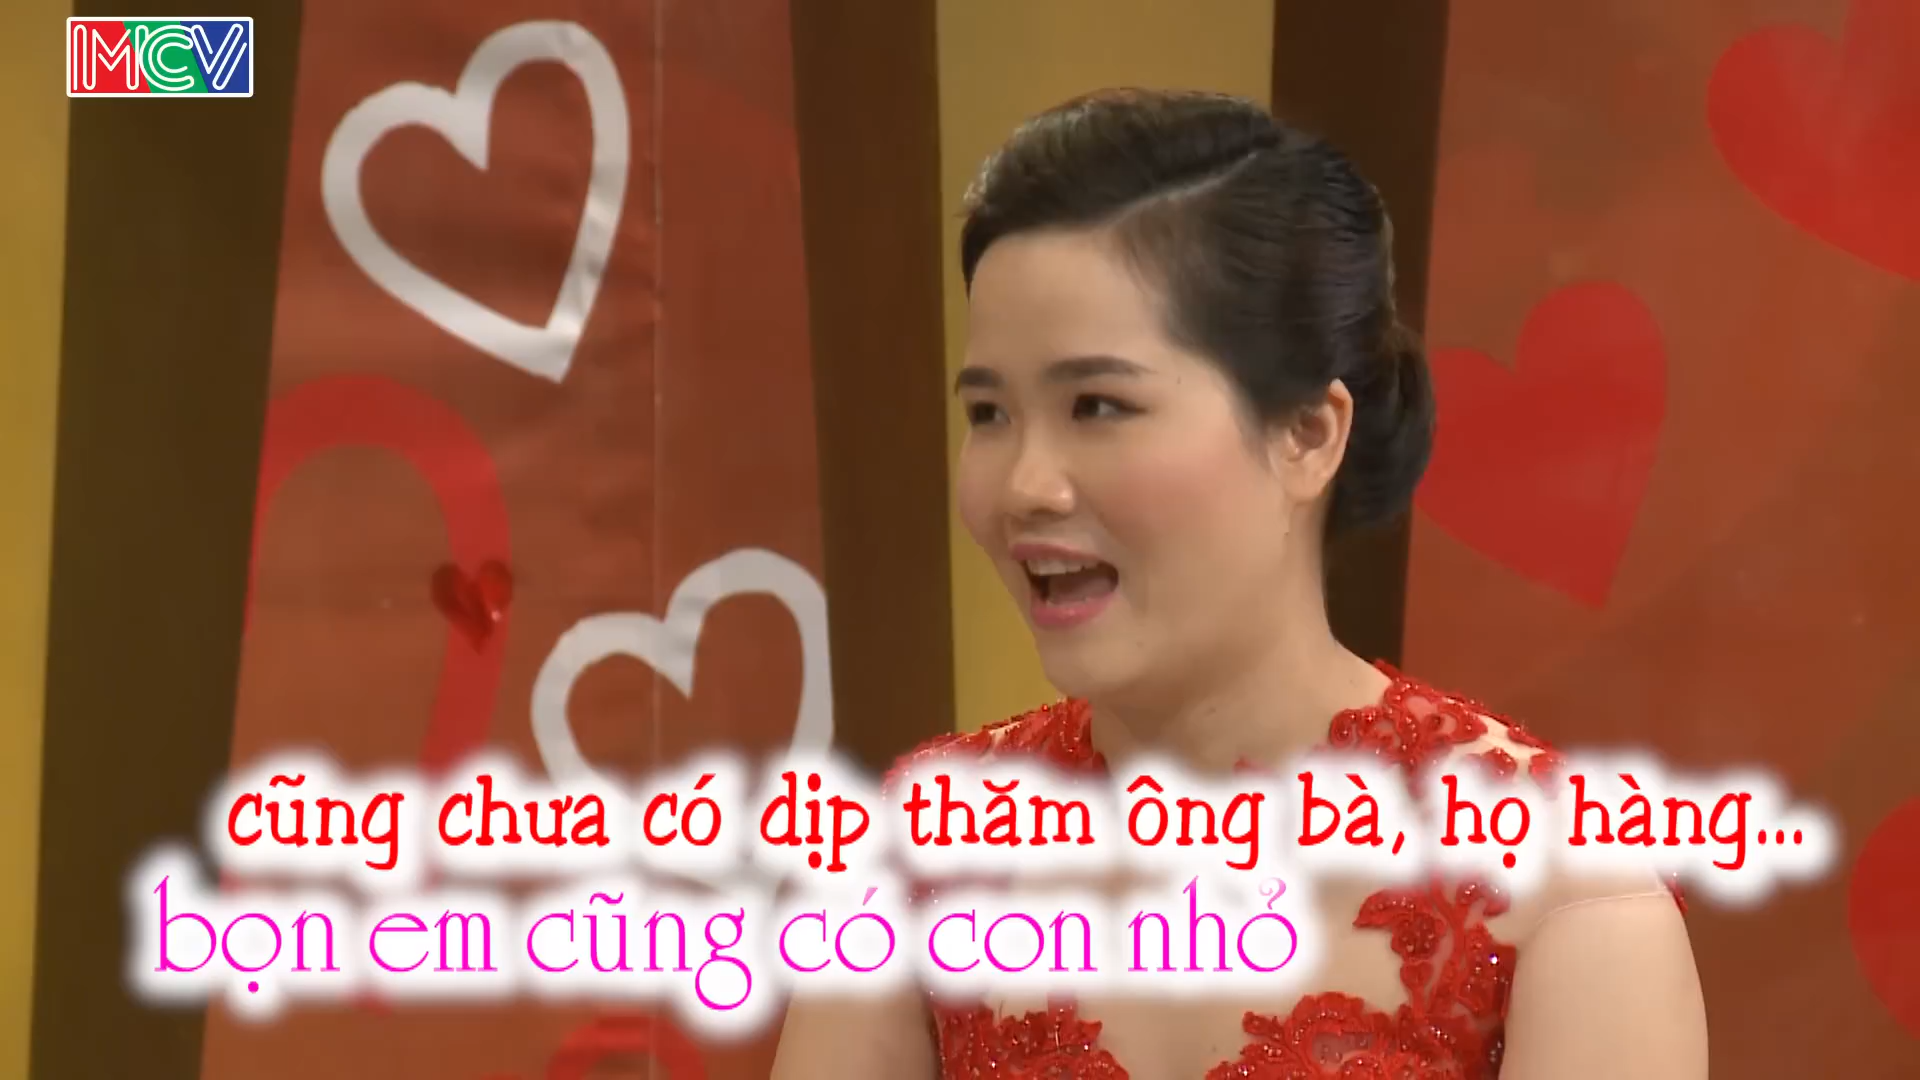 MCV
cũng chưa có dịp thăm ông bà, họ hàng...
bọn em cũng có con nhỏ